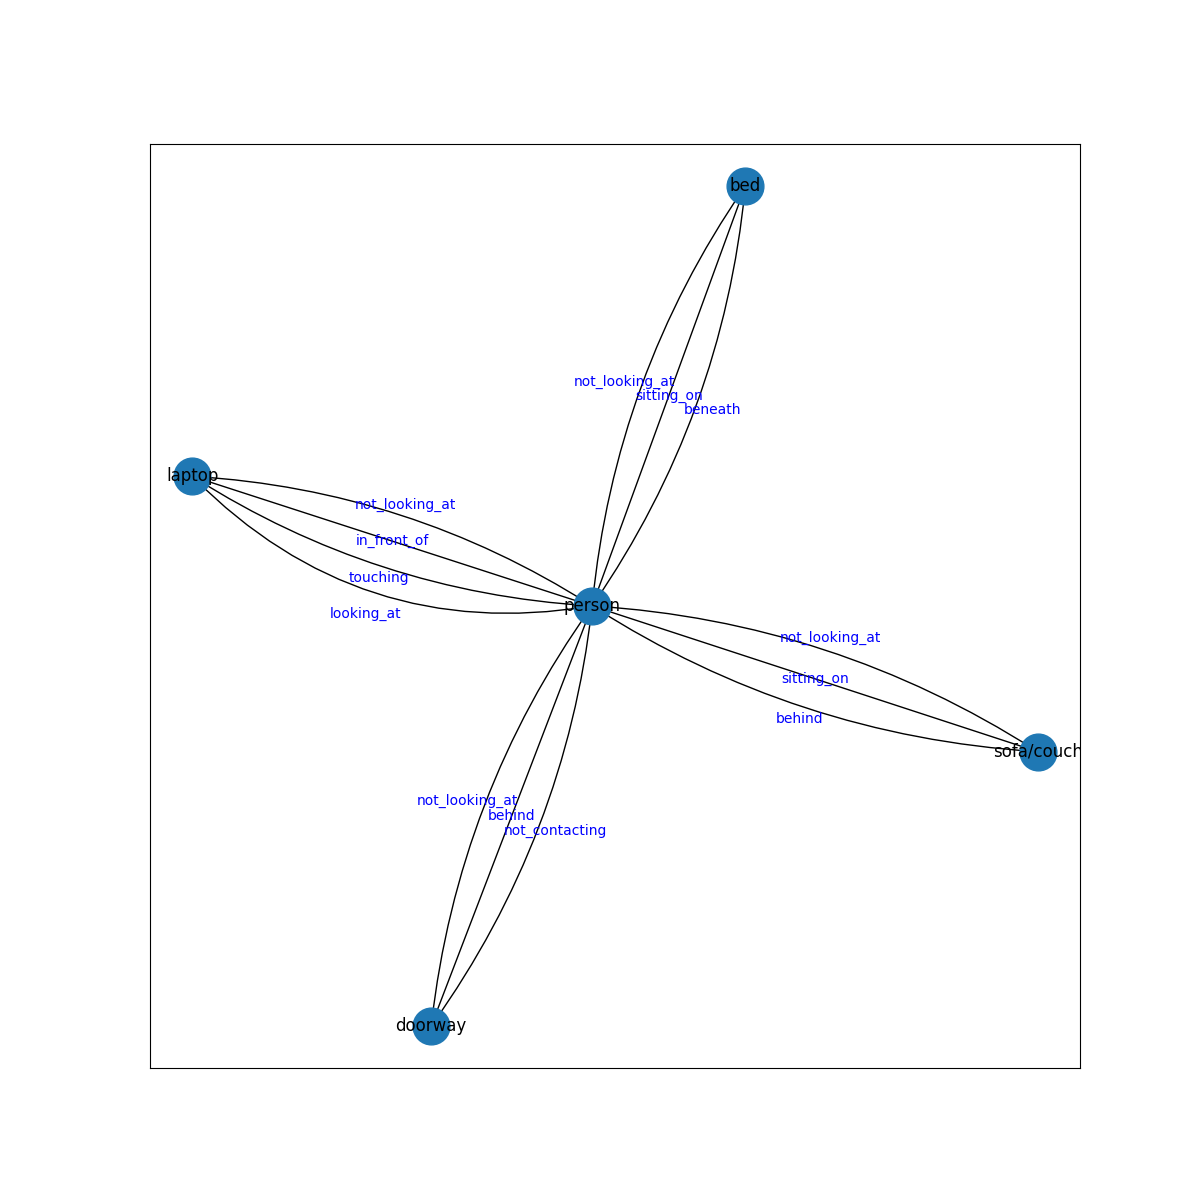 bed
not_looking_at
sitting_on
beneath
laptop
not_looking_at
in_front_of
touching
looking_at
person
not_looking_at
sitting_on
behind
sofa/couch
not_looking_at
behind
not_contacting
doorway